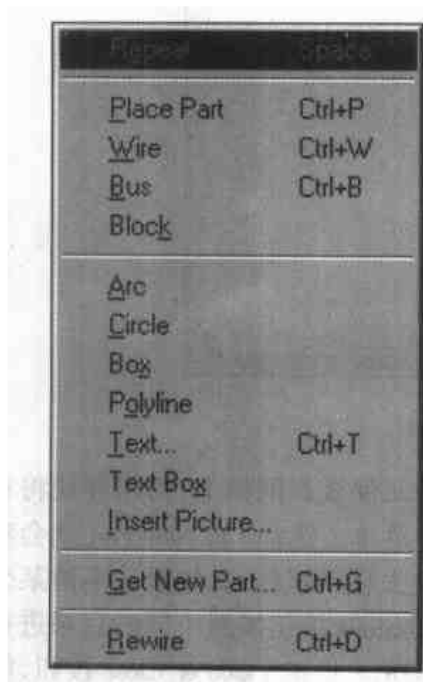 Repeat Space
Place Part Ctrl+P
Wire Ctrl+W
Bus Ctrl+B
Block
Arc
Circle
Box
Polyline
Text... Ctrl+T
Text Box
Insert Picture...
Get New Part... Ctrl+G
Rewire Ctrl+D